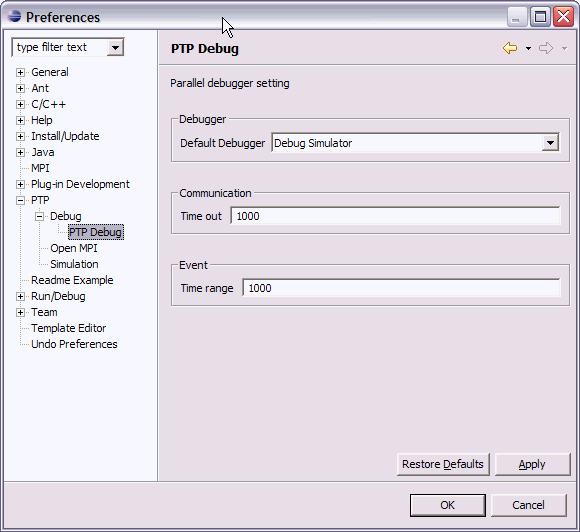 Preferences
type filter text
General
Ant
C/C++
Help
Install/Update
Java
MPI
Plug-in Development
PTP
Debug
PTP Debug
Open MPI
Simulation
Readme Example
Run/Debug
Team
Template Editor
Undo Preferences
PTP Debug
Parallel debugger setting
Debugger
Default Debugger Debug Simulator
Communication
Time out 1000
Event
Time range 1000
Restore Defaults Apply
OK Cancel